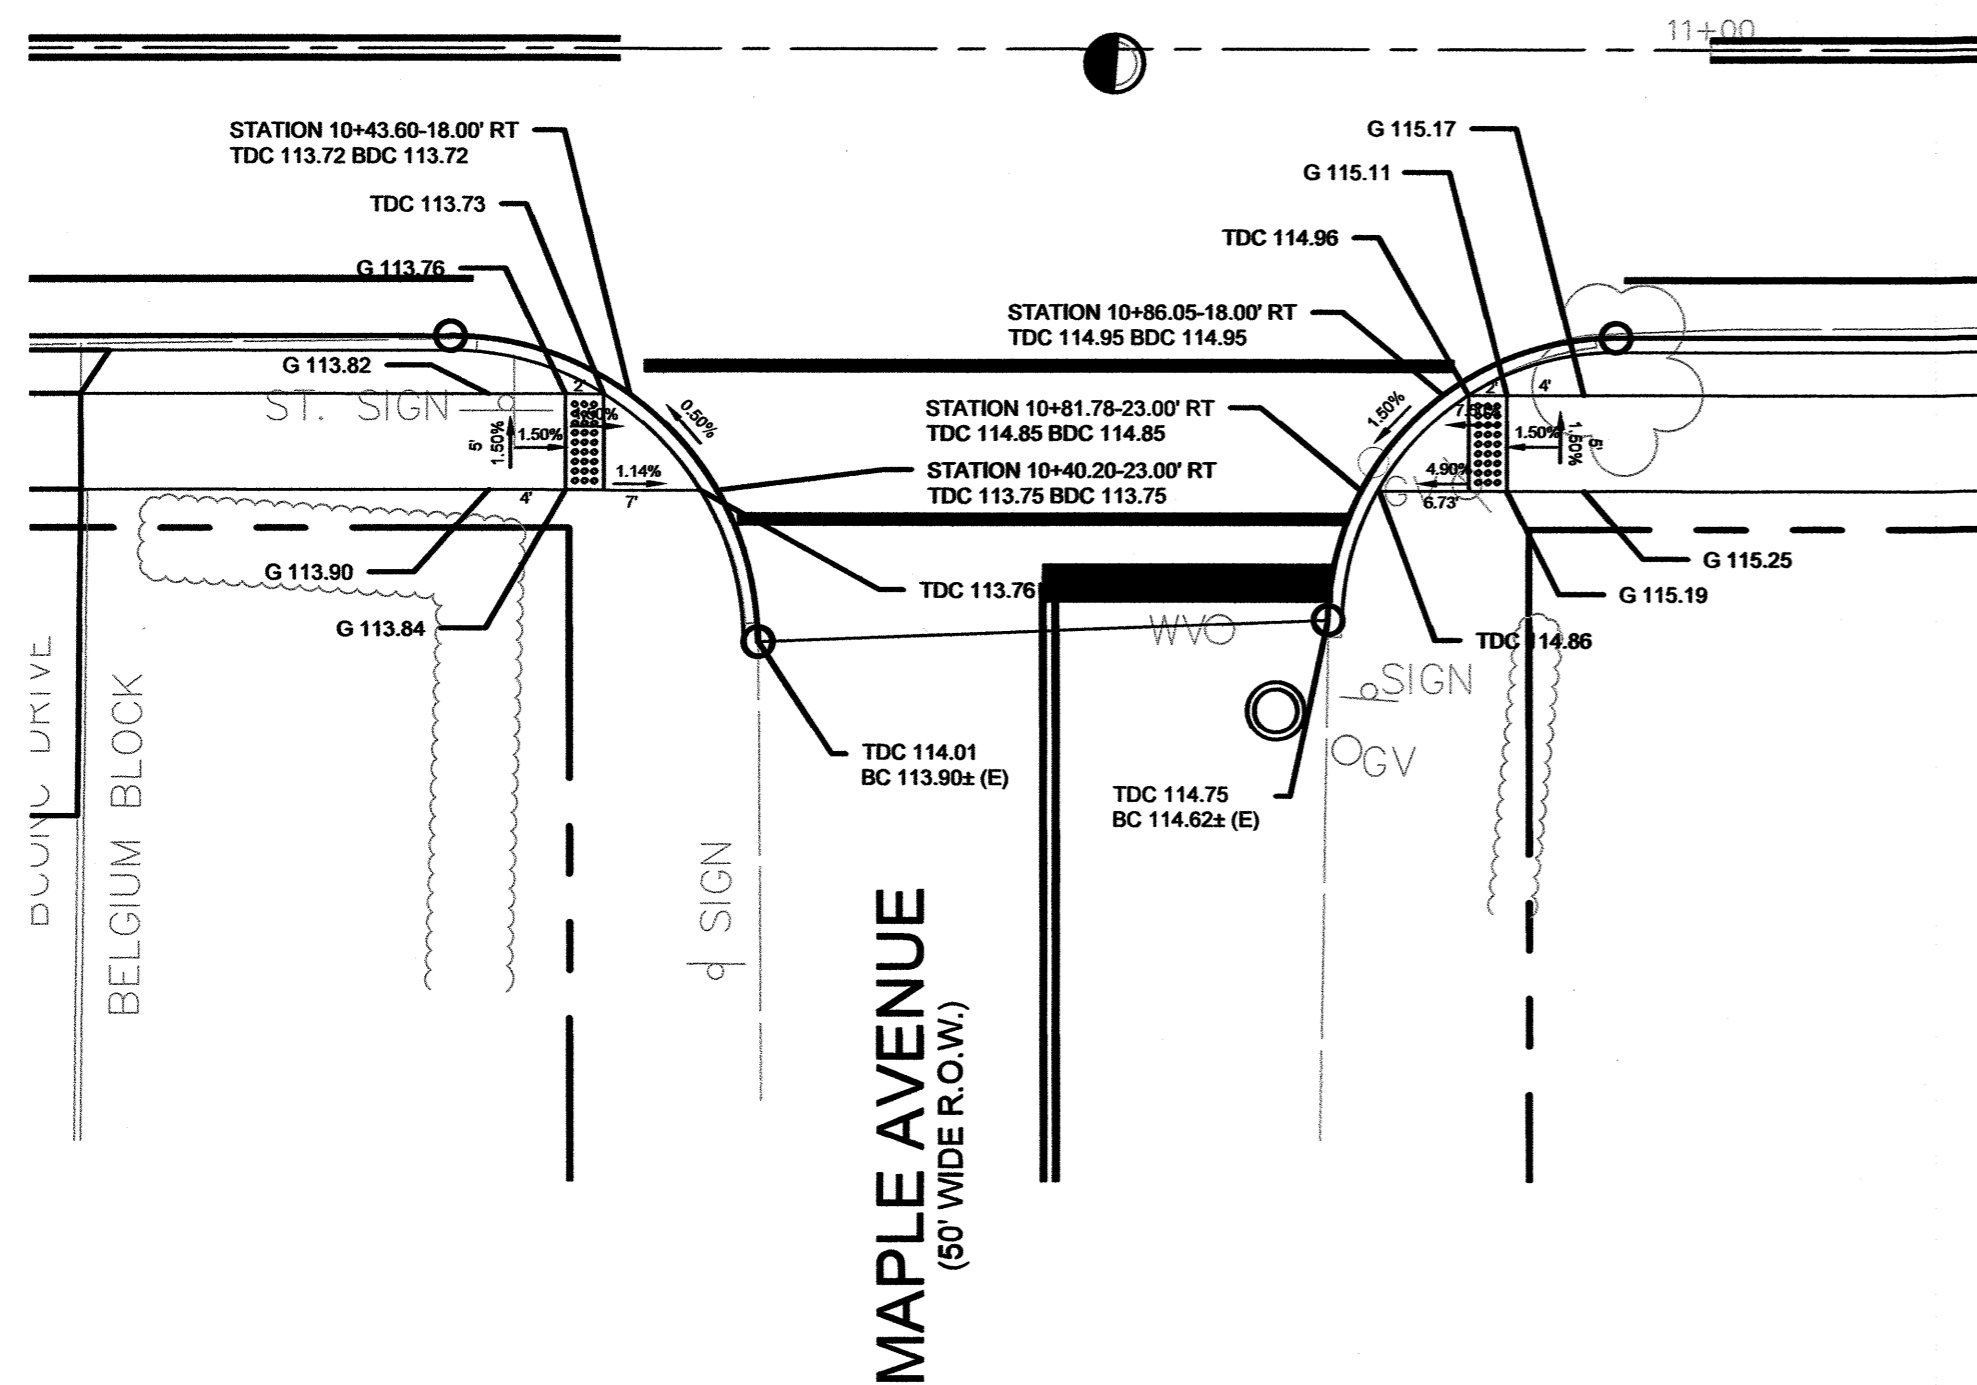 11+00
STATION 10+43.60-18.00' RT
TDC 113.72 BDC 113.72
G 115.17
G 115.11
TDC 113.73
TDC 114.96
G 113.76
STATION 10+86.05-18.00' RT
TDC 114.95 BDC 114.95
G 113.82
2'
2'
4'
ST. SIGN
0.50%
1.50%
STATION 10+81.78-23.00' RT
TDC 114.85 BDC 114.85
5'
1.50%
1.50%
1.50%
1.50%
5'
1.14%
STATION 10+40.20-23.00' RT
TDC 113.75 BDC 113.75
4.90%
4'
7'
6.73'
G 113.90
G 115.25
TDC 113.76
G 115.19
G 113.84
WV
TDC 114.86
SIGN
DRIVE
BELGIUM BLOCK
TDC 114.01
BC 113.90± (E)
GV
TDC 114.75
BC 114.62± (E)
SIGN
MAPLE AVENUE
(50' WIDE R.O.W.)